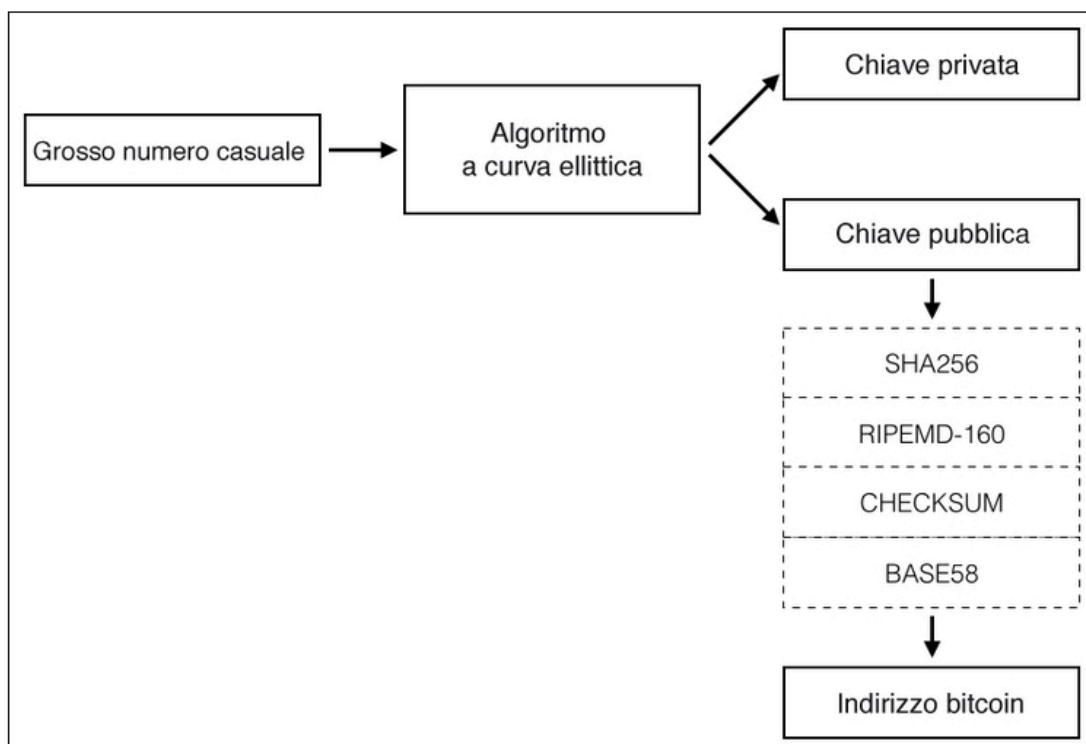 Grosso numero casuale
Algoritmo
a curva ellittica
Chiave privata
Chiave pubblica
SHA256
RIPEMD-160
CHECKSUM
BASE58
Indirizzo bitcoin